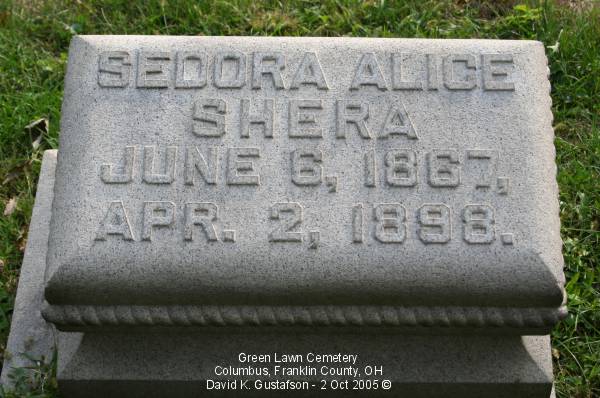 SEDORA ALICE
SHERA
JUNE 6, 1867,
APR. 2, 1898.
Green Lawn Cemetery
Columbus, Franklin County, OH
David K. Gustafson - 2 Oct 2005 ©